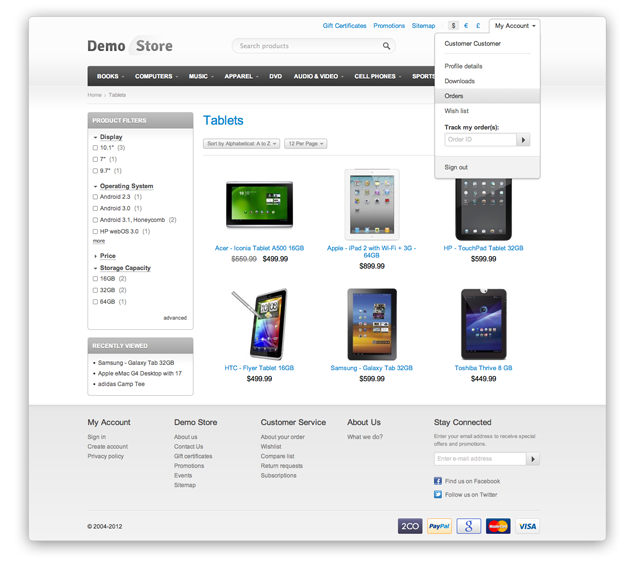 Gift Certificates Promotions Sitemap $ € £ My Account
Demo Store
Search products
Customer Customer
Profile details
Downloads
Orders
Wish list
Track my order(s):
Order ID
Sign out
BOOKS COMPUTERS MUSIC APPAREL DVD AUDIO & VIDEO CELL PHONES SPORTS
Home › Tablets
PRODUCT FILTERS
Display
10.1" (3)
7" (1)
9.7" (1)
Operating System
Android 2.3 (1)
Android 3.0 (1)
Android 3.1, Honeycomb (2)
HP webOS 3.0 (1)
more
Price
Storage Capacity
16GB (2)
32GB (2)
64GB (1)
advanced
RECENTLY VIEWED
• Samsung - Galaxy Tab 32GB
• Apple eMac G4 Desktop with 17
• adidas Camp Tee
Tablets
Sort by Alphabetical: A to Z 12 Per Page
Acer - Iconia Tablet A500 16GB
$559.99 $499.99
Apple - iPad 2 with Wi-Fi + 3G -
64GB
$899.99
HP - TouchPad Tablet 32GB
$599.99
HTC - Flyer Tablet 16GB
$499.99
Samsung - Galaxy Tab 32GB
$599.99
Toshiba Thrive 8 GB
$449.99
My Account
Sign in
Create account
Privacy policy
Demo Store
About us
Contact Us
Gift certificates
Promotions
Events
Sitemap
Customer Service
About your order
Wishlist
Compare list
Return requests
Subscriptions
About Us
What we do?
Stay Connected
Enter your email address to receive special
offers and promotions.
Enter e-mail address
Find us on Facebook
Follow us on Twitter
© 2004-2012
2CO PayPal g MasterCard VISA